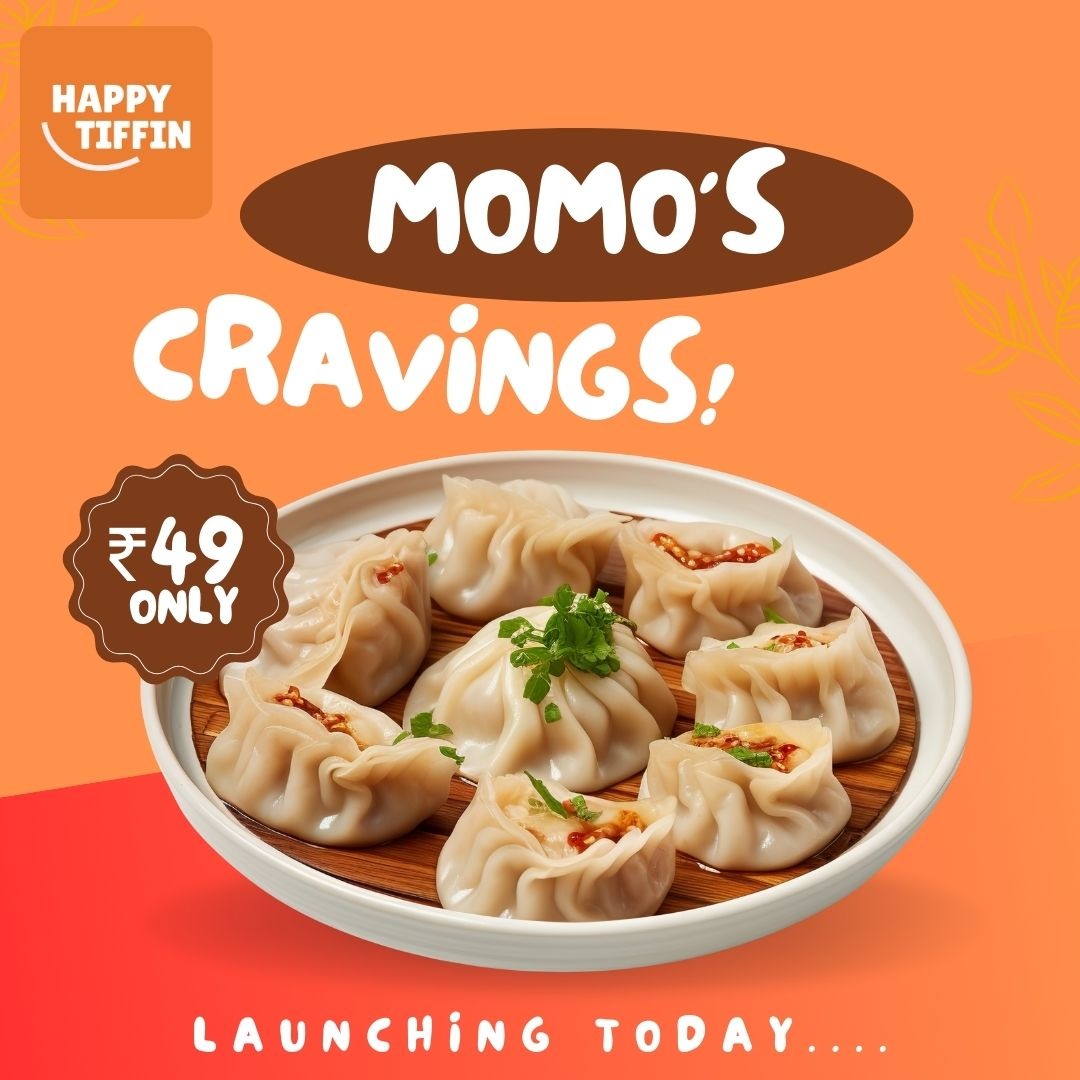 HAPPY
TIFFIN
MOMO'S
CRAVINGS!
₹49
ONLY
LAUNCHING TODAY....